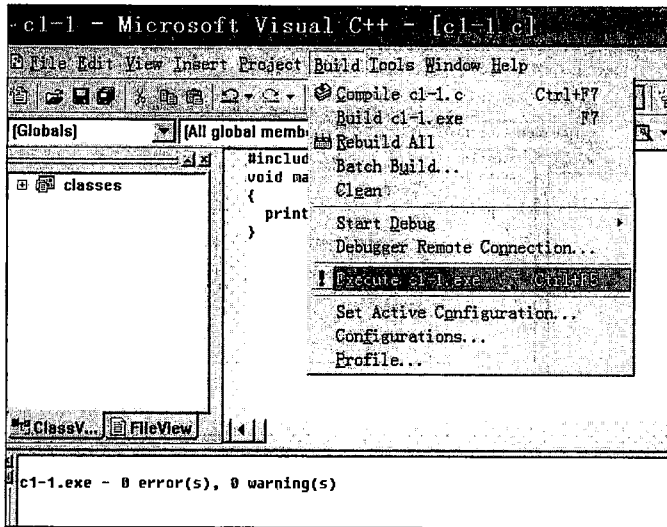 c1-1 - Microsoft Visual C++ - [c1-1 c]
File Edit View Insert Project Build Tools Window Help
Compile c1-1.c Ctrl+F7
Build c1-1.exe F7
Rebuild All
Batch Build...
Clean
Start Debug
Debugger Remote Connection...
Execute c1-1.exe Ctrl+F5
Set Active Configuration...
Configurations...
Profile...
[Globals] [All global memb
classes
#includ
void ma
{
print
}
ClassV... FileView
c1-1.exe - 0 error(s), 0 warning(s)